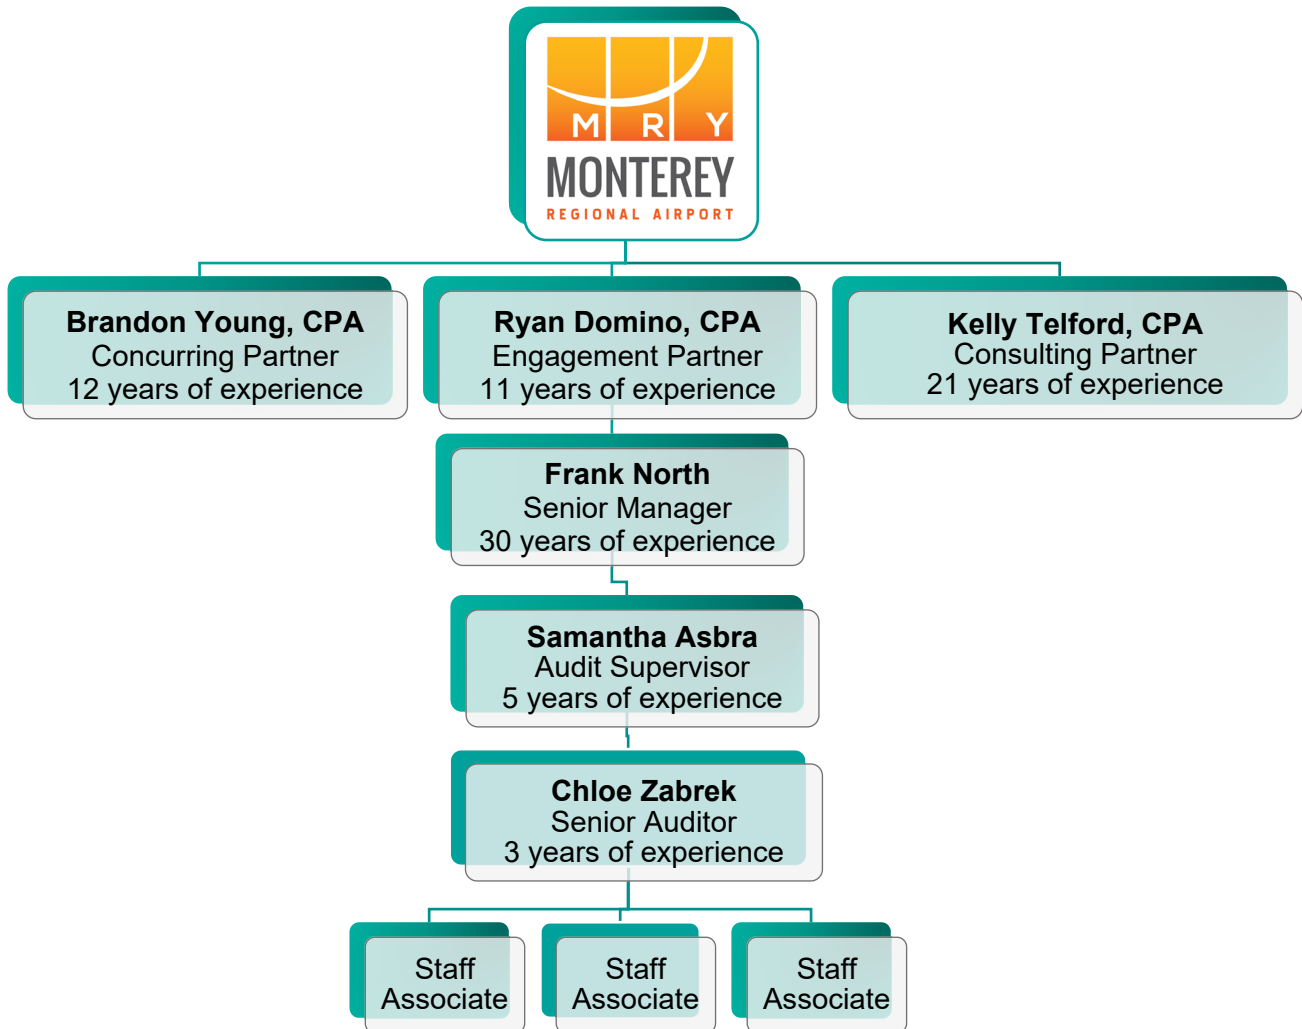 M R Y
MONTEREY
REGIONAL AIRPORT
Brandon Young, CPA
Concurring Partner
12 years of experience
Ryan Domino, CPA
Engagement Partner
11 years of experience
Kelly Telford, CPA
Consulting Partner
21 years of experience
Frank North
Senior Manager
30 years of experience
Samantha Asbra
Audit Supervisor
5 years of experience
Chloe Zabrek
Senior Auditor
3 years of experience
Staff
Associate
Staff
Associate
Staff
Associate